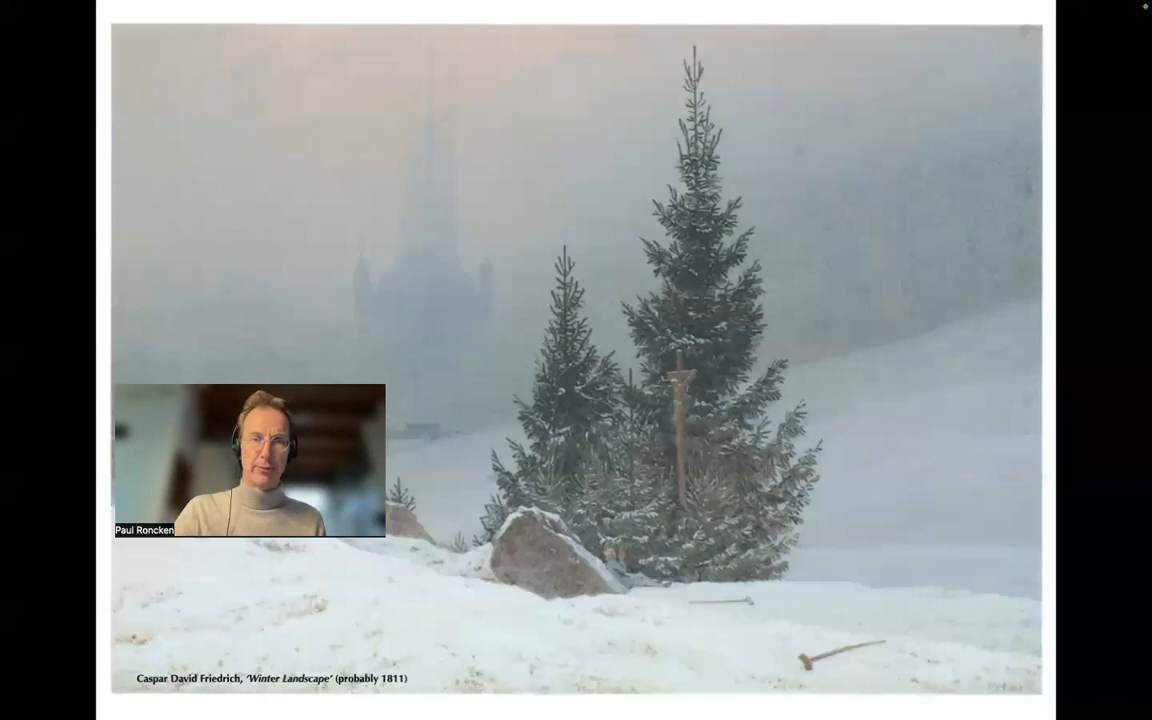 Paul Roncken
Caspar David Friedrich, ‘Winter Landscape’ (probably 1811)